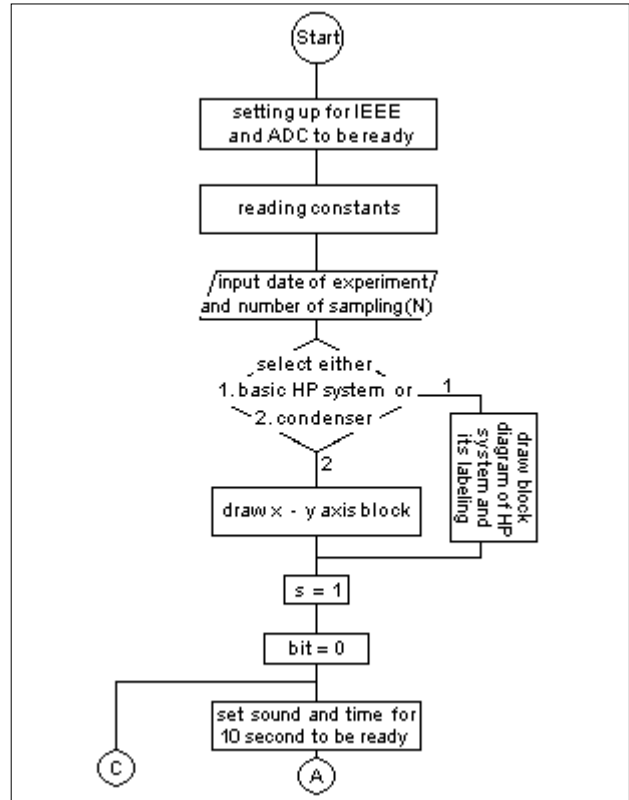 Start
setting up for IEEE
and ADC to be ready
reading constants
input date of experiment
and number of sampling(N)
select either
1. basic HP system or
2. condenser
1
draw block
diagram of HP
system and
its labeling
2
draw x - y axis block
s = 1
bit = 0
set sound and time for
10 second to be ready
C
A